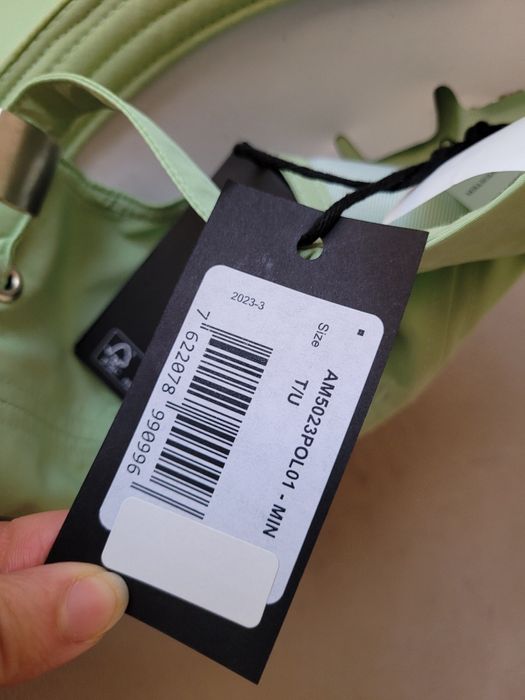 AM5023POL01 - MIN
Size
T/U
2023-3
7 622078 990996